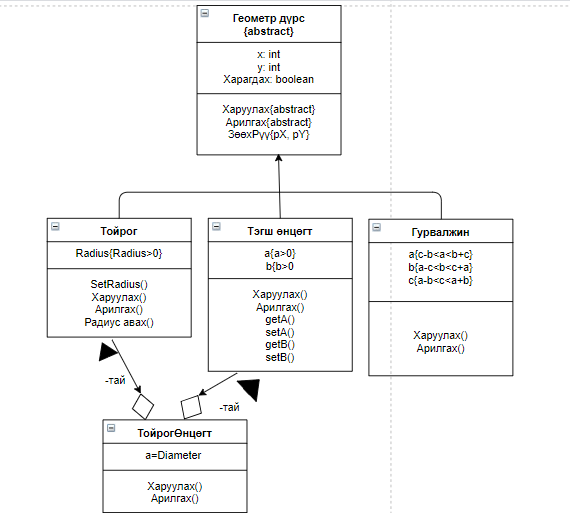 Геометр дүрс
{abstract}
x: int
y: int
Харагдах: boolean
Харуулах{abstract}
Арилгах{abstract}
ЗөөхРүү{pX, pY}
Тойрог
Radius{Radius>0}
SetRadius()
Харуулах()
Арилгах()
Радиус авах()
Тэгш өнцөгт
a{a>0}
b{b>0
Харуулах()
Арилгах()
getA()
setA()
getB()
setB()
Гурвалжин
a{c-b<a<b+c}
b{a-c<b<c+a}
c{a-b<c<a+b}
Харуулах()
Арилгах()
-тай
-тай
ТойрогӨнцөгт
a=Diameter
Харуулах()
Арилгах()